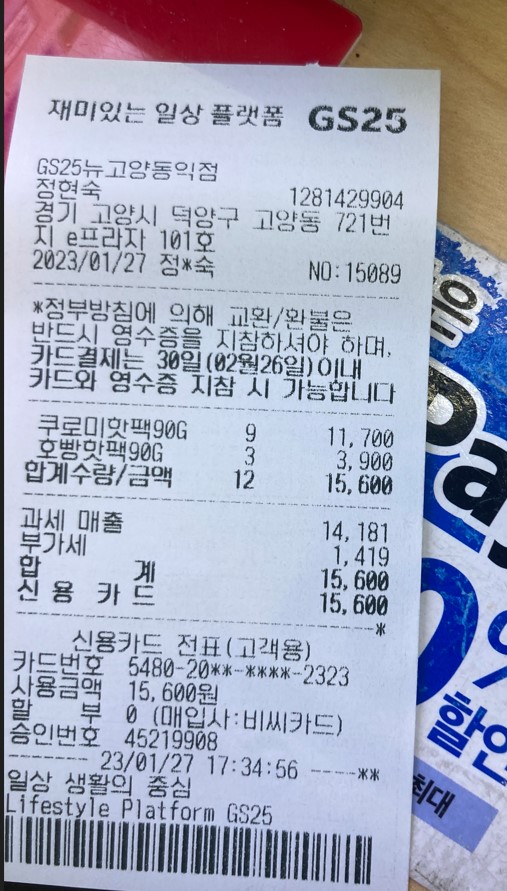 재미있는 일상 플랫폼 GS25
GS25뉴고양동익점
정현숙 1281429904
경기 고양시 덕양구 고양동 721번
지 e프라자 101호
2023/01/27 정*숙 NO:15089
*정부방침에 의해 교환/환불은
반드시 영수증을 지참하셔야 하며,
카드결제는 30일(02월26일)이내
카드와 영수증 지참 시 가능합니다
쿠로미핫팩90G 9 11,700
호빵핫팩90G 3 3,900
합계수량/금액 12 15,600
과세 매출 14,181
부가세 1,419
합 계 15,600
신 용 카 드 15,600
*
신용카드 전표(고객용)
카드번호 5480-20**-****-2323
사용금액 15,600원
할 부 0 (매입사:비씨카드)
승인번호 45219908
------- 23/01/27 17:34:56 ----**
일상 생활의 중심
Lifestyle Platform GS25
은
Pay
0%
할인
최대